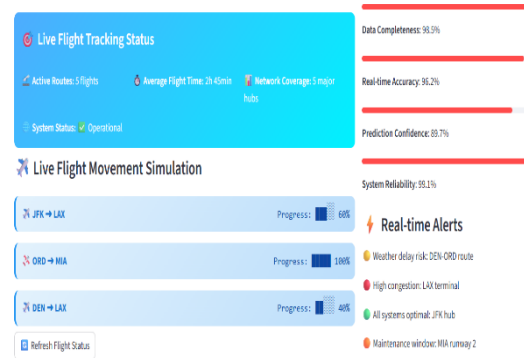 Live Flight Tracking Status
Active Routes: 5 flights
Average Flight Time: 2h 45min
Network Coverage: 5 major
hubs
System Status: ✅ Operational
Live Flight Movement Simulation
JFK → LAX
Progress: ██░ 60%
ORD → MIA
Progress: ████ 100%
DEN → LAX
Progress: █░░ 40%
Refresh Flight Status
Data Completeness: 98.5%
Real-time Accuracy: 96.2%
Prediction Confidence: 89.7%
System Reliability: 99.1%
Real-time Alerts
Weather delay risk: DEN-ORD route
High congestion: LAX terminal
All systems optimal: JFK hub
Maintenance window: MIA runway 2